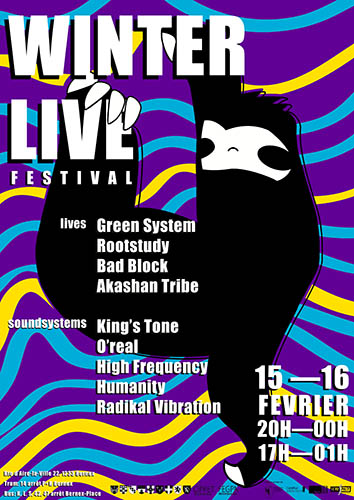 WINTER
LIVE
FESTIVAL
lives
Green System
Rootstudy
Bad Block
Akashan Tribe
soundsystems
King's Tone
O'real
High Frequency
Humanity
Radikal Vibration
15 — 16
FEVRIER
20H—00H
17H—01H